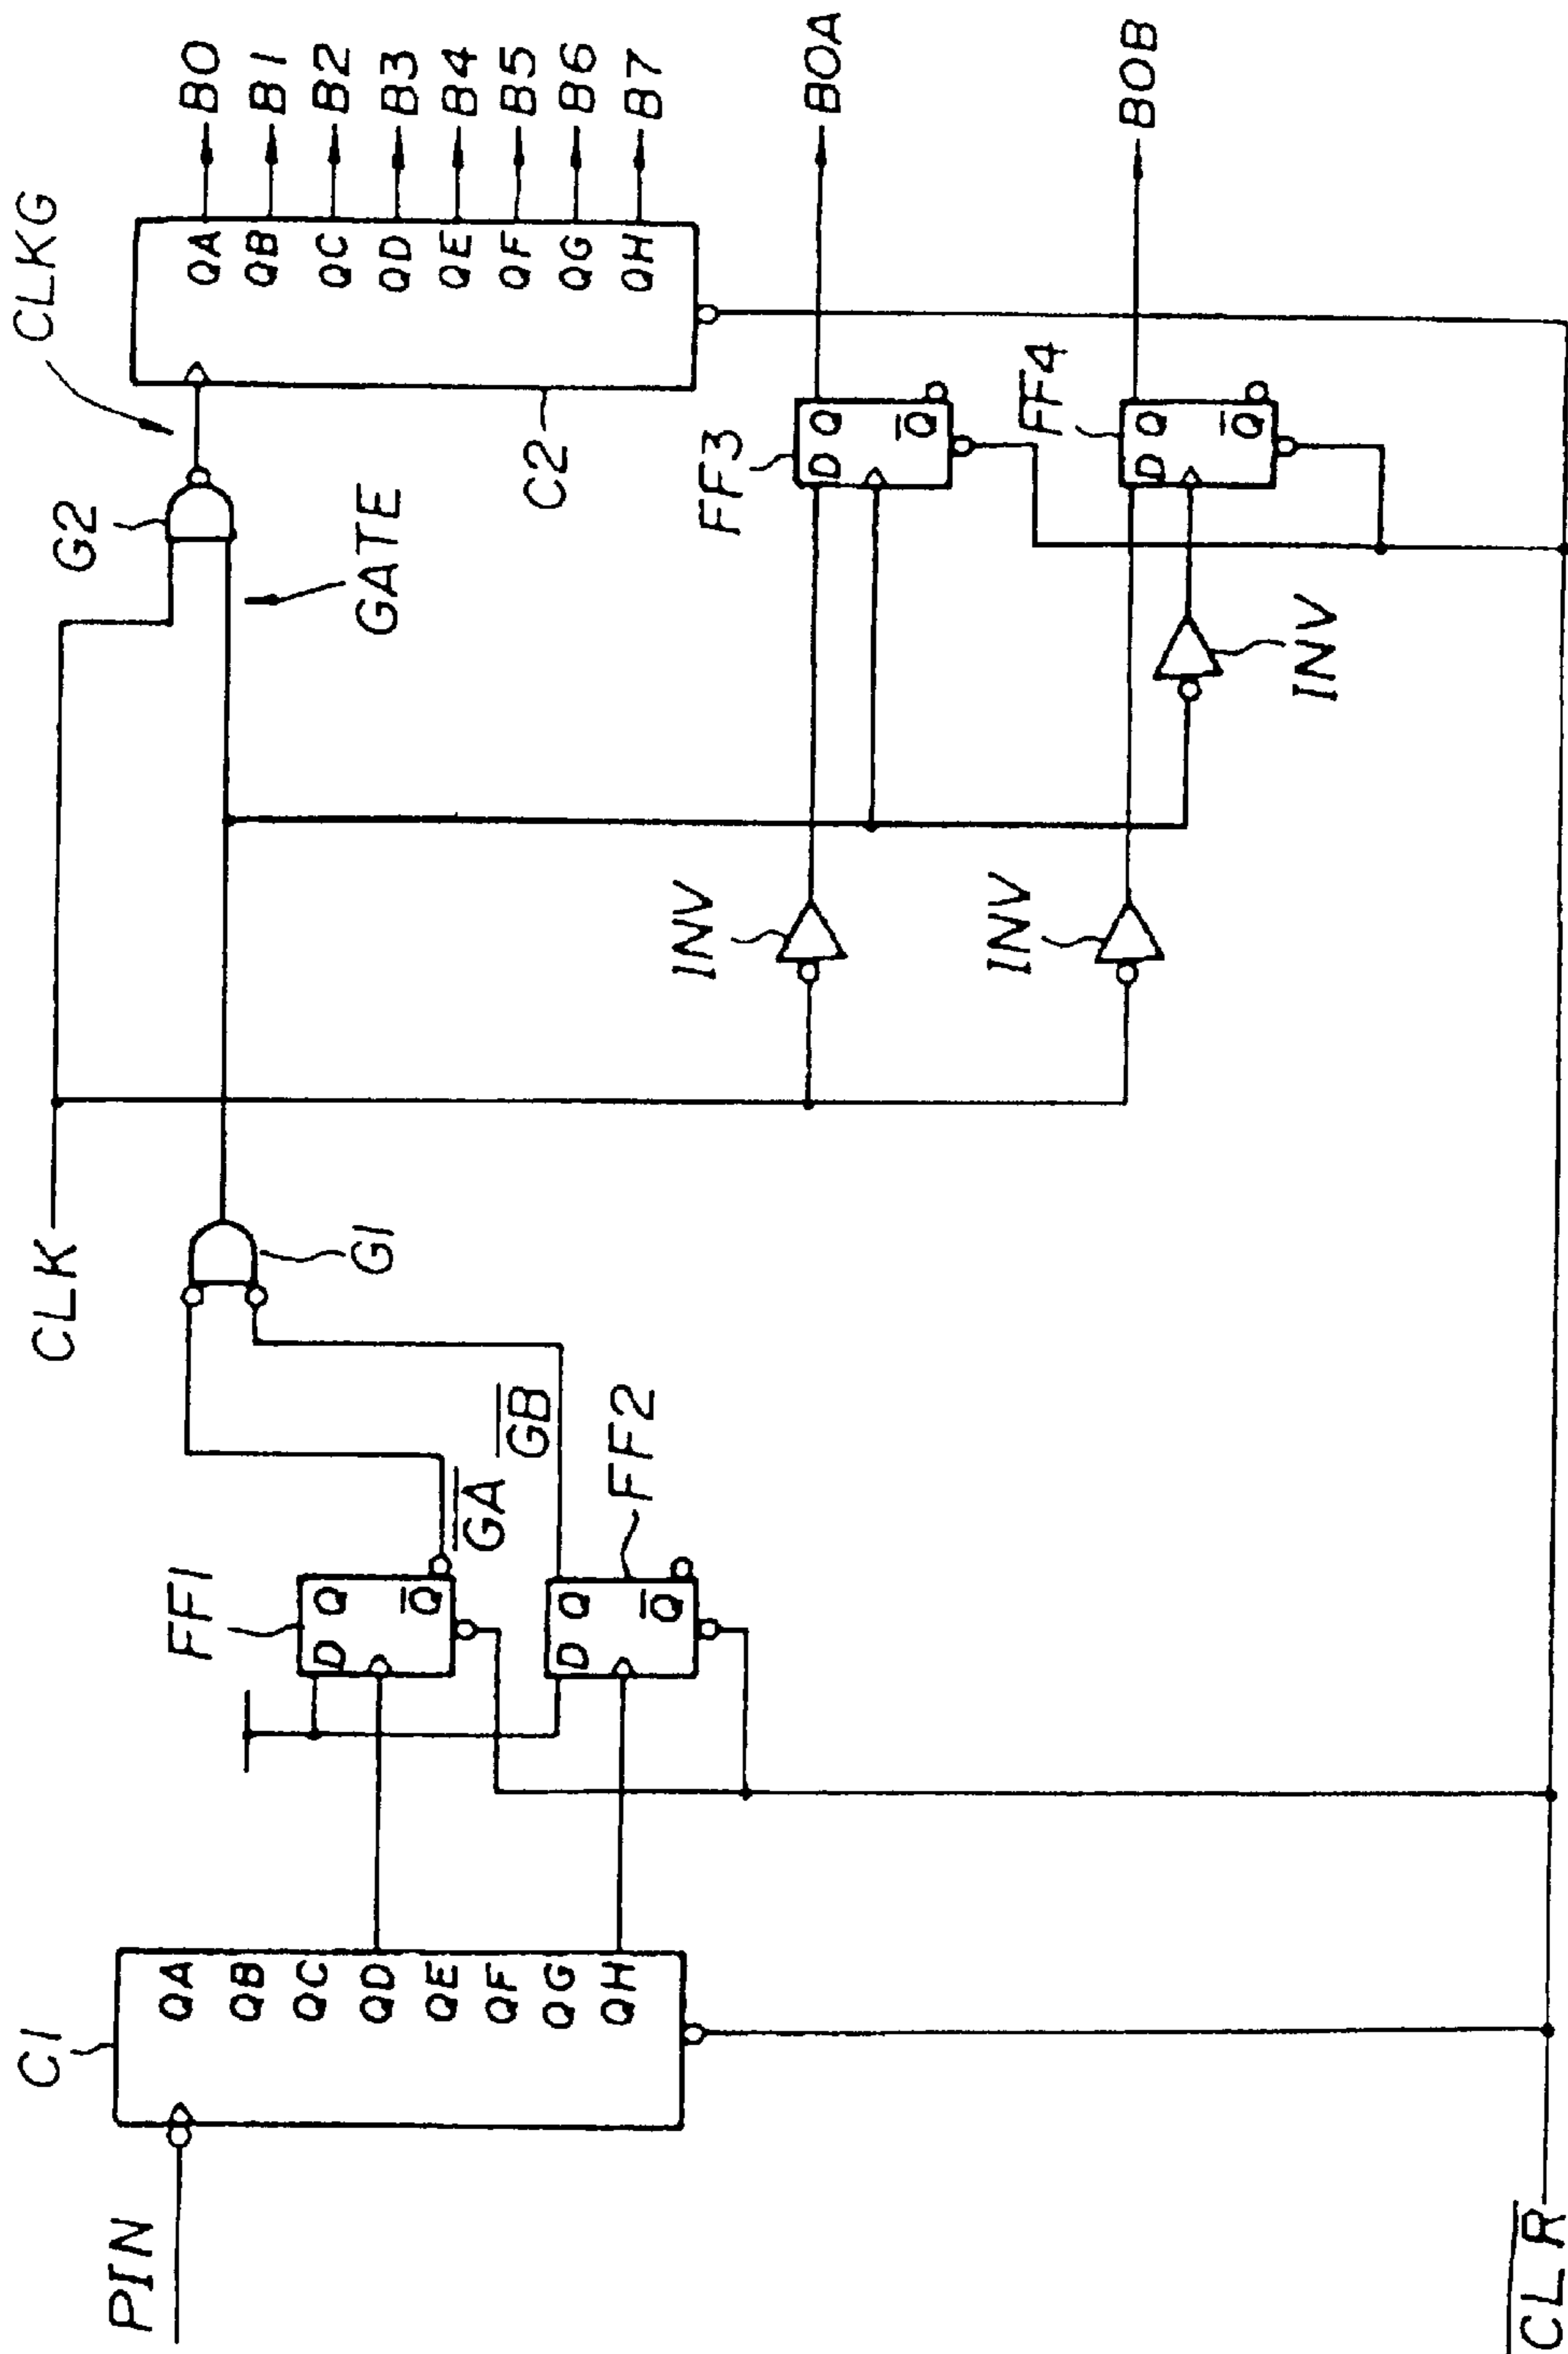 PIN
C1
QA
QB
QC
QD
QE
QF
QG
QH
CLR
FF1
D Q
Q
GA
GB
D Q
Q
FF2
G1
CLK
INV
INV
GATE
G2
CLKG
C2
QA
QB
QC
QD
QE
QF
QG
QH
B0
B1
B2
B3
B4
B5
B6
B7
FF3
D Q
Q
BOA
INV
FF4
D Q
Q
BOB